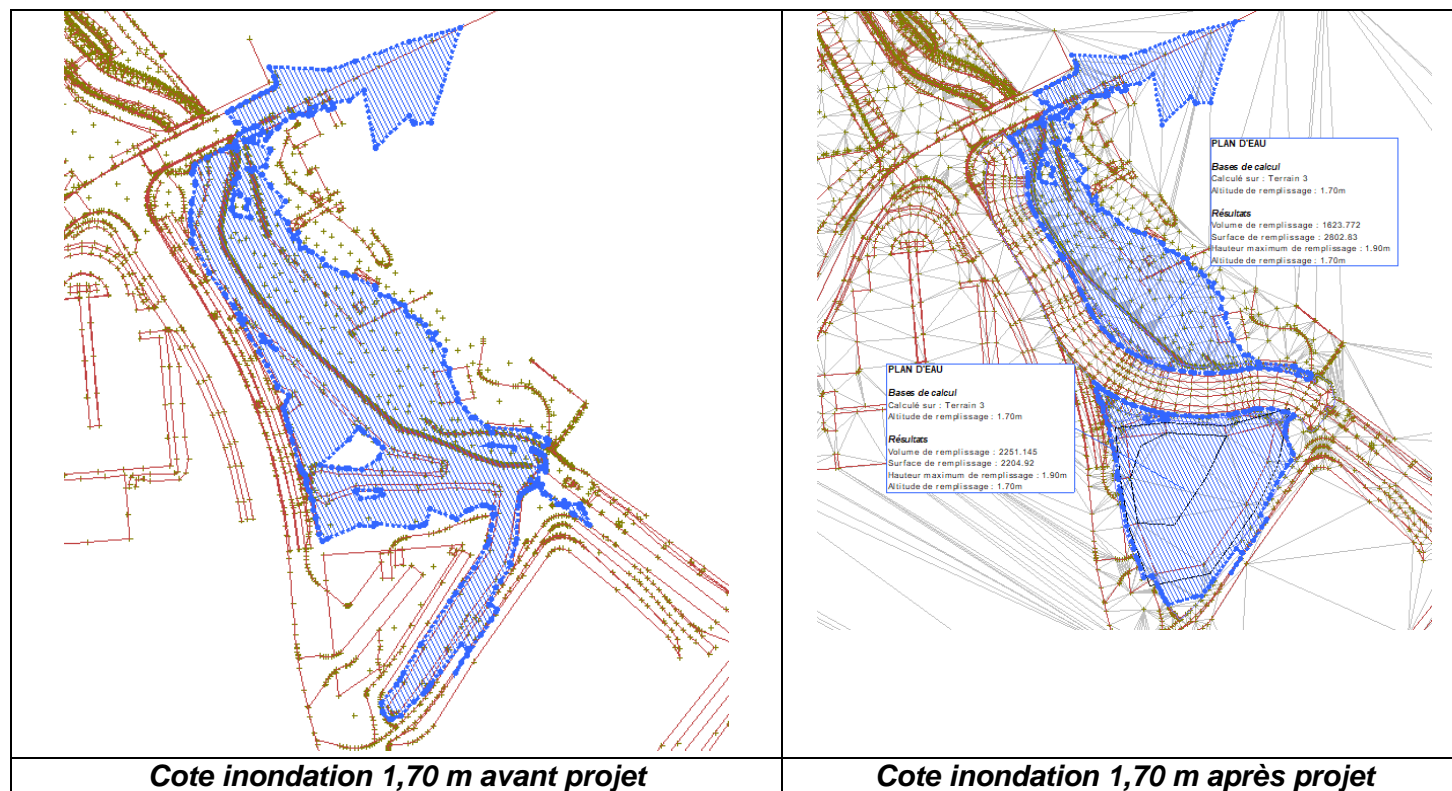 PLAN D'EAU
Bases de calcul
Calculé sur : Terrain 3
Altitude de remplissage : 1.70m
Résultats
Volume de remplissage : 1623.772
Surface de remplissage : 2802.83
Hauteur maximum de remplissage : 1.90m
Altitude de remplissage : 1.70m
PLAN D'EAU
Bases de calcul
Calculé sur : Terrain 3
Altitude de remplissage : 1.70m
Résultats
Volume de remplissage : 2251.145
Surface de remplissage : 2204.92
Hauteur maximum de remplissage : 1.90m
Altitude de remplissage : 1.70m
Cote inondation 1,70 m avant projet
Cote inondation 1,70 m après projet